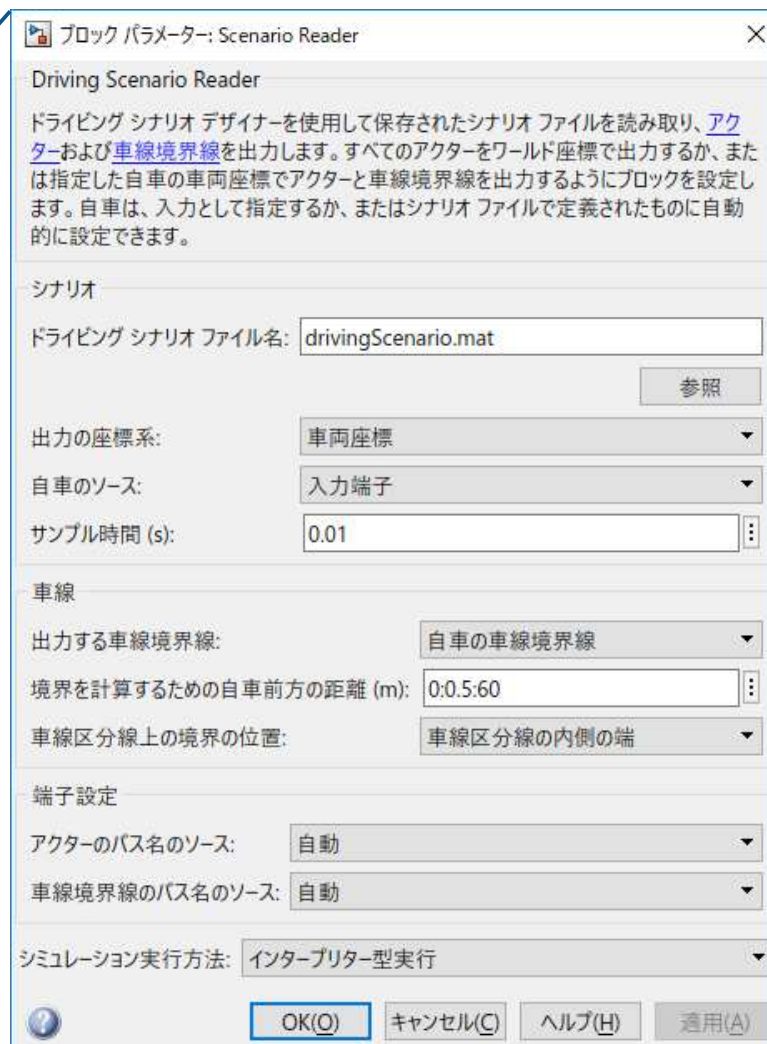 ブロック パラメーター: Scenario Reader
Driving Scenario Reader
ドライビング シナリオ デザイナーを使用して保存されたシナリオ ファイルを読み取り、アク
ターおよび車線境界線を出力します。すべてのアクターをワールド座標で出力するか、また
は指定した自車の車両座標でアクターと車線境界線を出力するようにブロックを設定し
ます。自車は、入力として指定するか、またはシナリオ ファイルで定義されたものに自動
的に設定できます。
シナリオ
ドライビング シナリオ ファイル名: drivingScenario.mat
参照
出力の座標系: 車両座標
自車のソース: 入力端子
サンプル時間 (s): 0.01
車線
出力する車線境界線: 自車の車線境界線
境界を計算するための自車前方の距離 (m): 0:0.5:60
車線区分線上の境界の位置: 車線区分線の内側の端
端子設定
アクターのバス名のソース: 自動
車線境界線のバス名のソース: 自動
シミュレーション実行方法: インタープリター型実行
OK(O) キャンセル(C) ヘルプ(H) 適用(A)